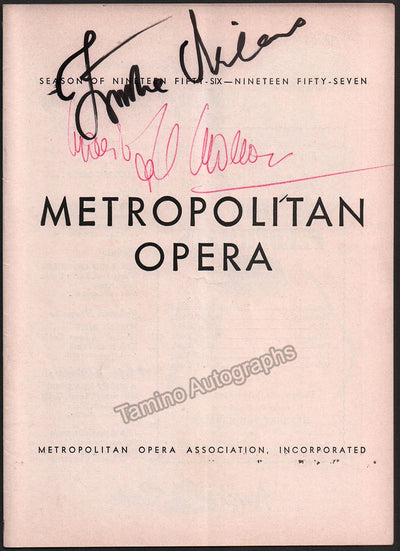 SEASON OF NINETEEN FIFTY-SIX—NINETEEN FIFTY-SEVEN
METROPOLITAN
OPERA
Tamino Autographs
METROPOLITAN OPERA ASSOCIATION, INCORPORATED